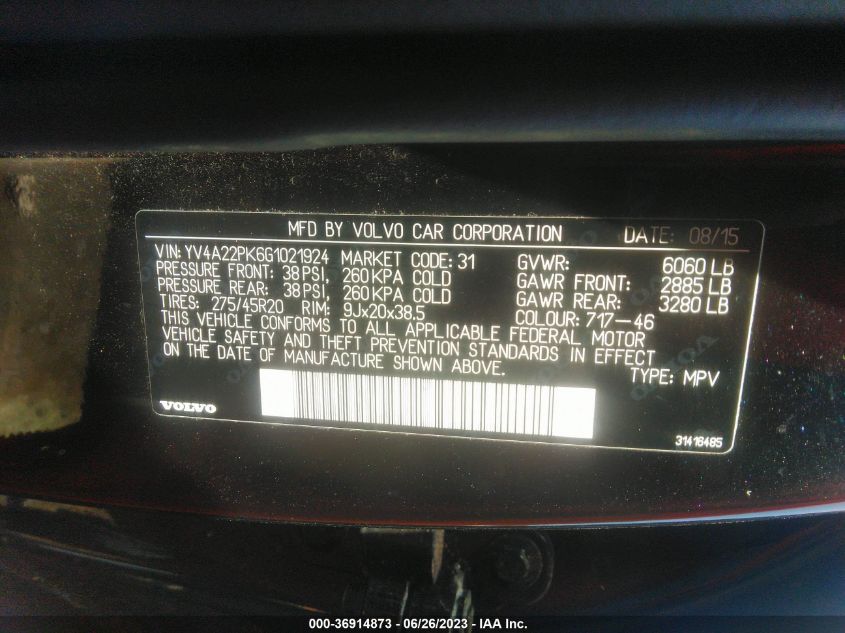 MFD BY VOLVO CAR CORPORATION DATE: 08/15
VIN: YV4A22PK6G1021924 MARKET CODE: 31 GVWR: 6060 LB
PRESSURE FRONT: 38 PSI, 260 KPA COLD GAWR FRONT: 2885 LB
PRESSURE REAR: 38 PSI, 260 KPA COLD GAWR REAR: 3280 LB
TIRES: 275/45R20 RIM: 9Jx20x38.5 COLOUR: 717-46
THIS VEHICLE CONFORMS TO ALL APPLICABLE FEDERAL MOTOR
VEHICLE SAFETY AND THEFT PREVENTION STANDARDS IN EFFECT
ON THE DATE OF MANUFACTURE SHOWN ABOVE. TYPE: MPV
VOLVO
31416485
000-36914873 - 06/26/2023 - IAA Inc.